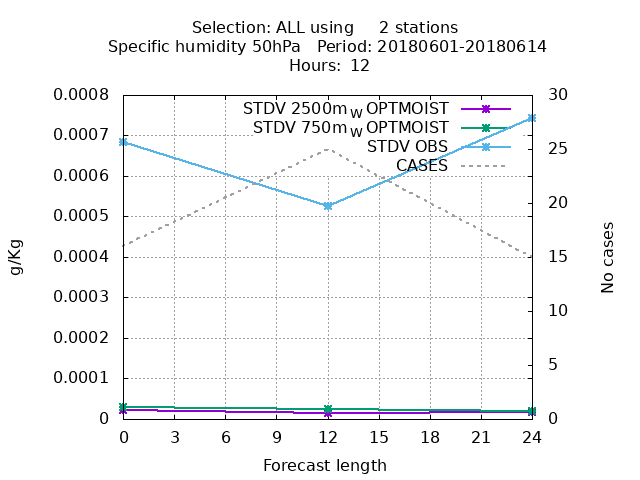 Selection: ALL using 2 stations
Specific humidity 50hPa Period: 20180601-20180614
Hours: 12
0.0008
0.0007
0.0006
0.0005
0.0004
0.0003
0.0002
0.0001
0
g/Kg
STDV 2500m_W OPTMOIST
STDV 750m_W OPTMOIST
STDV OBS
CASES
30
25
20
15
10
5
0
No cases
0 3 6 9 12 15 18 21 24
Forecast length